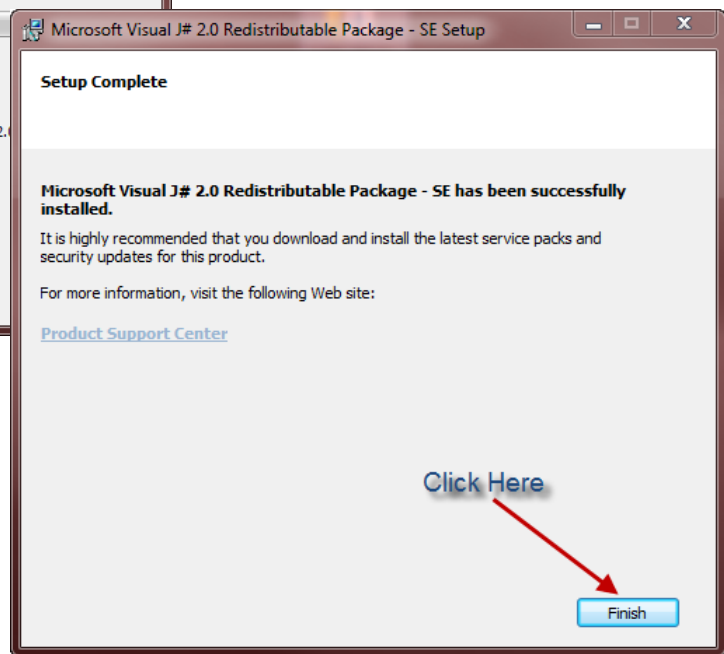 Microsoft Visual J# 2.0 Redistributable Package - SE Setup
Setup Complete
Microsoft Visual J# 2.0 Redistributable Package - SE has been successfully
installed.
It is highly recommended that you download and install the latest service packs and
security updates for this product.
For more information, visit the following Web site:
Product Support Center
Click Here
Finish